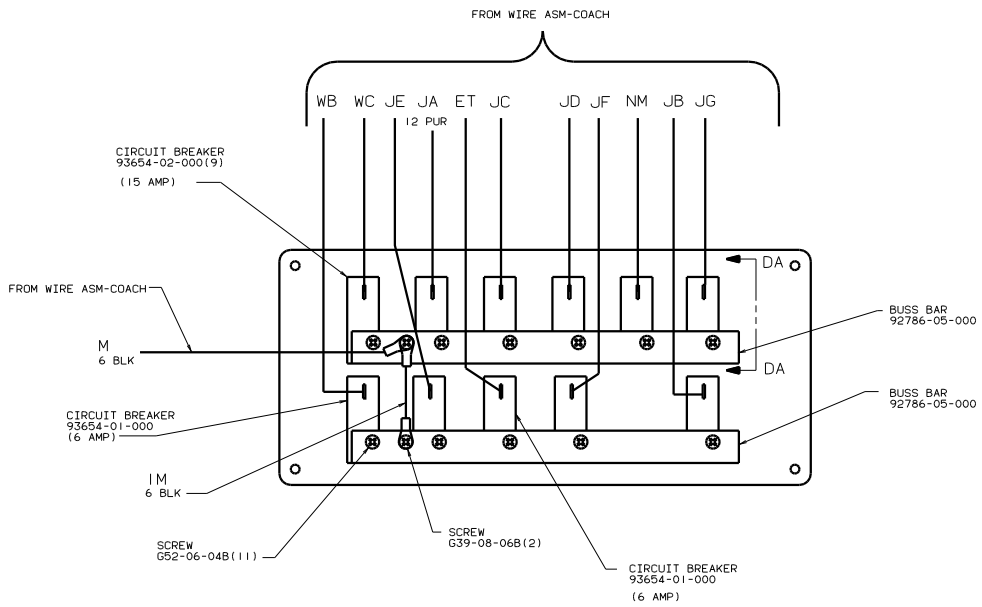 FROM WIRE ASM-COACH
WB WC JE JA ET JC JD JF NM JB JG
12 PUR
CIRCUIT BREAKER
93654-02-000(9)
(15 AMP)
DA
FROM WIRE ASM-COACH
BUSS BAR
92786-05-000
M
6 BLK
DA
BUSS BAR
92786-05-000
CIRCUIT BREAKER
93654-01-000
(6 AMP)
1M
6 BLK
SCREW
G52-06-04B(11)
SCREW
G39-08-06B(2)
CIRCUIT BREAKER
93654-01-000
(6 AMP)